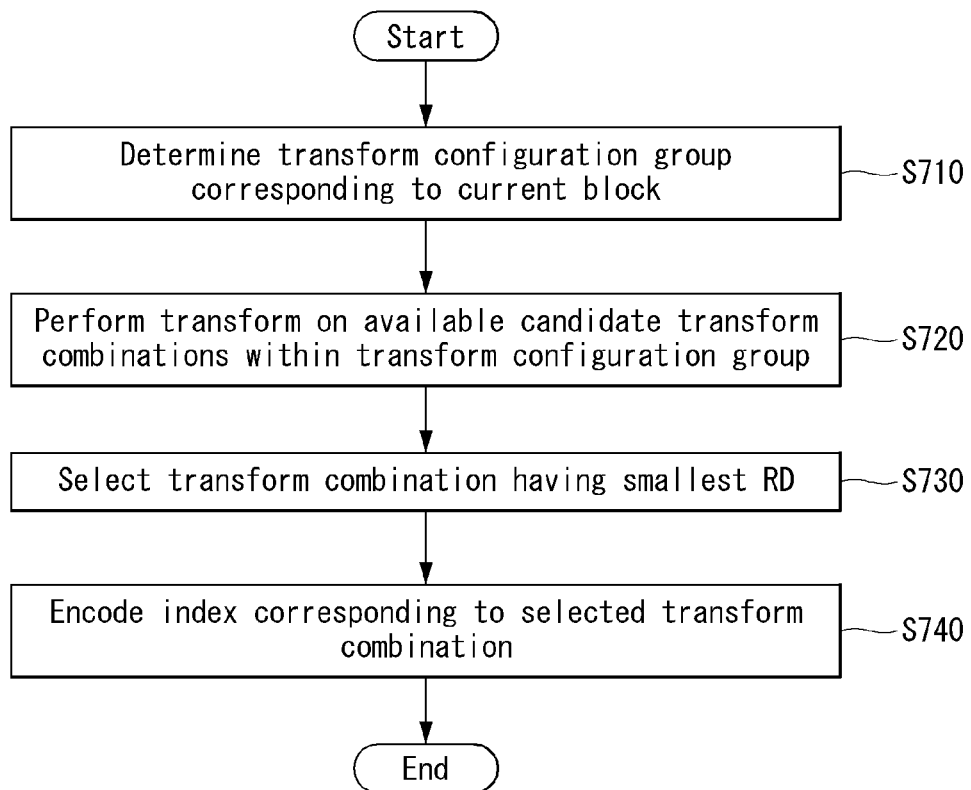 Start
Determine transform configuration group
corresponding to current block
S710
Perform transform on available candidate transform
combinations within transform configuration group
S720
Select transform combination having smallest RD
S730
Encode index corresponding to selected transform
combination
S740
End